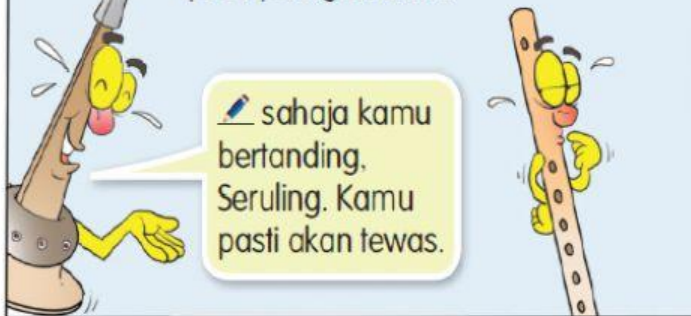 sahaja kamu
bertanding,
Seruling. Kamu
pasti akan tewas.